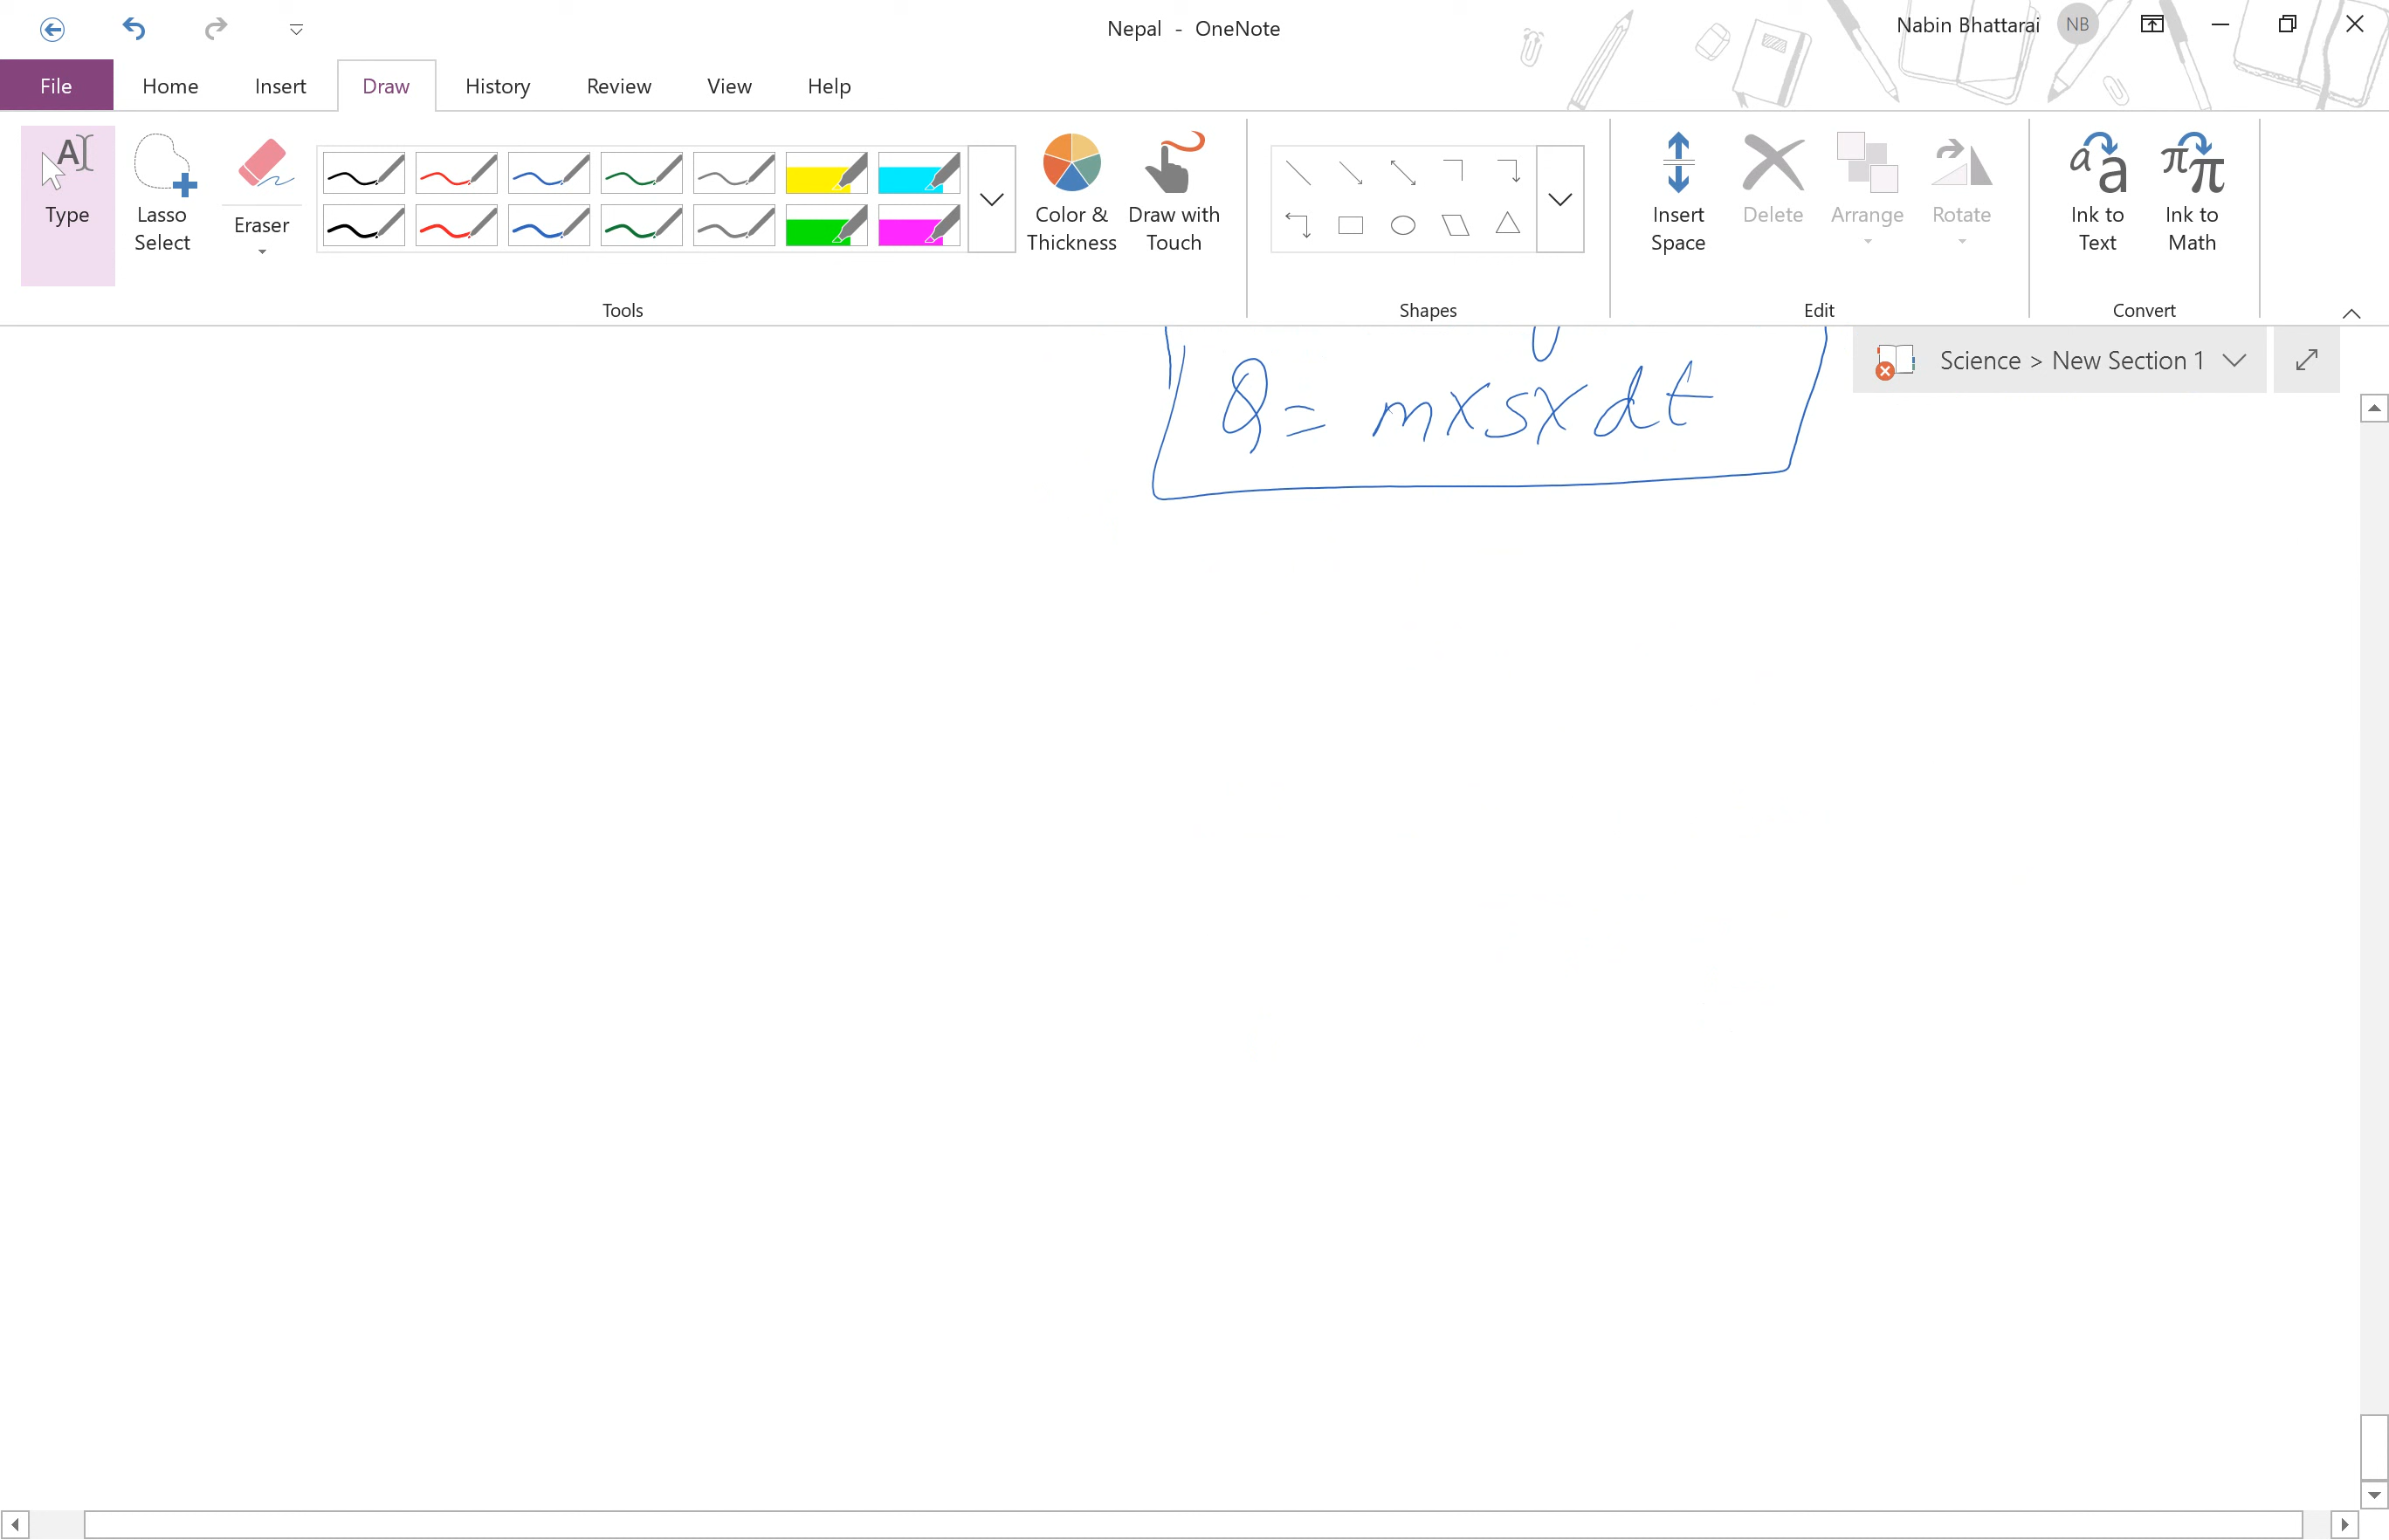 Nepal - OneNote
Nabin Bhattarai NB
File Home Insert Draw History Review View Help
Type
Lasso Select
Eraser
Color & Thickness
Draw with Touch
Insert Space
Delete
Arrange
Rotate
Ink to Text
Ink to Math
Tools Shapes Edit Convert
Science > New Section 1
Q = m x s x dt